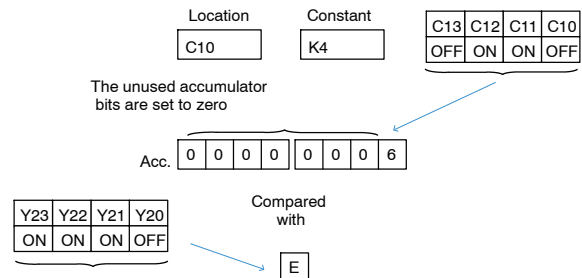 Location Constant
C10 K4
C13 C12 C11 C10
OFF ON ON OFF
The unused accumulator
bits are set to zero
Acc. 0 0 0 0 0 0 0 6
Compared
with
Y23 Y22 Y21 Y20
ON ON ON OFF
E